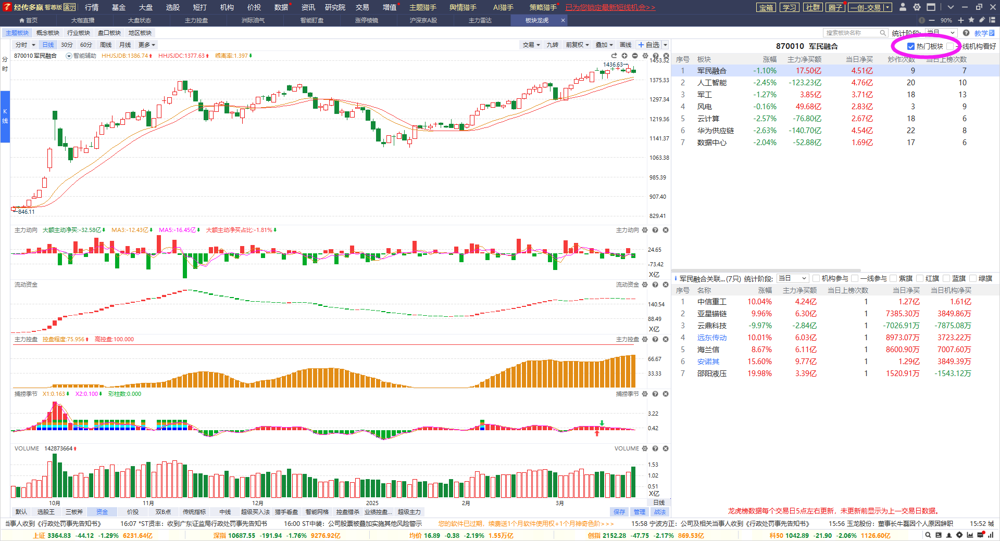 经传多赢 智尊版 演示 行情 基金 大盘 选股 短打 机构 价投 数据 资讯 研究院 交易 增值 主题猎手 舆情猎手 AI猎手 策略猎手 已为您锁定最新短线机会>> 宝箱 学习 社群 圈子 一创-交易
首页 大咖直播 大盘状态 主力控盘 洲际油气 智能盯盘 涨停棱镜 沪深京A股 主力雷达 板块龙虎 × 90%
主题板块 概念板块 行业板块 盘口板块 地区板块 搜索板块名称 统计阶段: 当日 教学
分时 日线 30分 60分 周线 月线 更多 交易 九转 前复权 叠加 画线 自选
870010 军民融合 热门板块 一线机构看好
分时
K线
870010 军民融合 智能辅助 HHJSJDB:1386.74 HHJSJDC:1377.63 乖离率:1.397
1436.63
846.11
1453.32
1375.33
1297.34
1219.36
1141.37
1063.38
985.39
907.40
829.41
主力动向 大额主动净买:-32.58亿 MA3:-12.43亿 MA5:-16.45亿 大额主动净买占比:-1.81% 主力动向
24.65
-73.42
X亿
流动资金 流动资金
140.54
88.49
X亿
主力控盘 控盘程度:75.956 高控盘:100.000 主力控盘
66.67
33.33
捕捞季节 X1:0.163 X2:0.100 彩柱数:0.000 捕捞季节
3.22
0.42
VOLUME 142873664 VOLUME
1.53
1.02
0.51
X亿
10月 11月 12月 2025 2月 3月 日线
默认 选股王 三板斧 资金 价投 双B点 传统指标 中线 超级买入法 猎手看盘 智能网格 控盘猎杀 业绩控盘... 超级主力 保存 管理 战法
序号 板块 涨幅 主力净买额 当日净买 炒作次数 当日上榜次数
1 军民融合 -1.10% 17.50亿 4.51亿 9 7
2 人工智能 -2.45% -123.23亿 4.76亿 20 10
3 军工 -1.27% 3.85亿 3.71亿 18 13
4 风电 -0.16% 49.68亿 2.83亿 3 9
5 云计算 -2.57% -76.80亿 2.67亿 18 6
6 华为供应链 -2.63% -140.70亿 4.54亿 22 8
7 数据中心 -2.04% -52.88亿 1.69亿 17 6
军民融合关联...(7只) 统计阶段: 当日 机构参与 一线参与 紫旗 红旗 蓝旗 绿旗
序号 名称 涨幅 主力净买额 当日上榜次数 当日净买 当日机构净买
1 中信重工 10.04% 4.24亿 1 1.27亿 1.61亿
2 亚星锚链 9.96% 6.30亿 1 7385.30万 3849.86万
3 云鼎科技 -9.97% -2.84亿 1 -7026.91万 -7875.08万
4 远东传动 10.01% 6.03亿 1 8973.07万 3723.22万
5 海兰信 8.67% 6.11亿 1 8600.90万 7007.60万
6 安诺其 15.60% 9.77亿 1 1.29亿 3849.39万
7 邵阳液压 19.98% 3.39亿 1 1520.91万 -1543.12万
龙虎榜数据每个交易日5点左右更新，未更新前显示为上一交易日数据。
当事人收到《行政处罚事先告知书》 16:07 *ST贤丰：收到广东证监局行政处罚事先告知书 16:00 ST中装：公司股票被叠加实施其他风险警示 您的软件已过期，续费送1个月软件使用权+1个月神奇色阶>>> 15:58 宁波方正：公司及相关当事人收到《行政处罚事先告知书》 15:56 玉龙股份：董事长牛磊因个人原因辞职 15:52 城
上证 3364.83 -44.12 -1.29% 6231.64亿 深指 10687.55 -191.94 -1.76% 9276.92亿 均价 16.89 -0.38 -2.19% 1.55万亿 创指 2152.28 -47.75 -2.17% 869.53亿 科50 1042.89 -21.90 -2.06% 1126.60亿